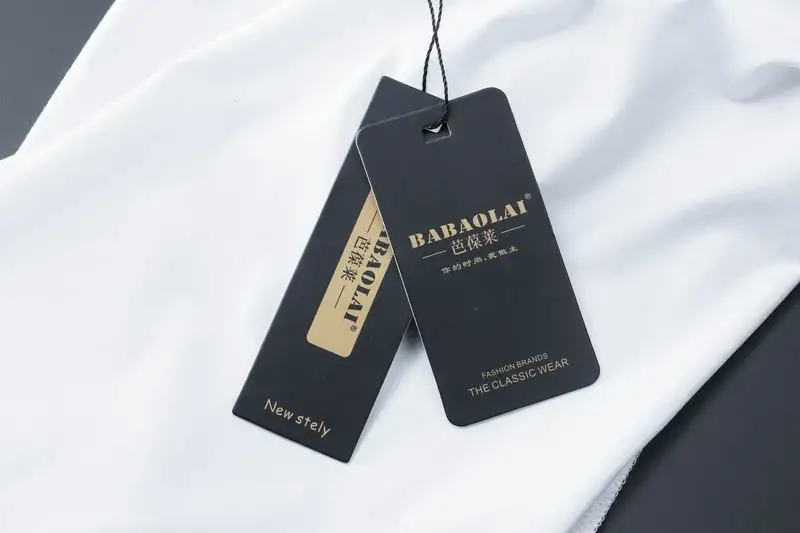 BABAOLAI®
芭葆莱
你的时尚,我做主
FASHION BRANDS
THE CLASSIC WEAR
ABAOLAI®
芭葆莱
New stely